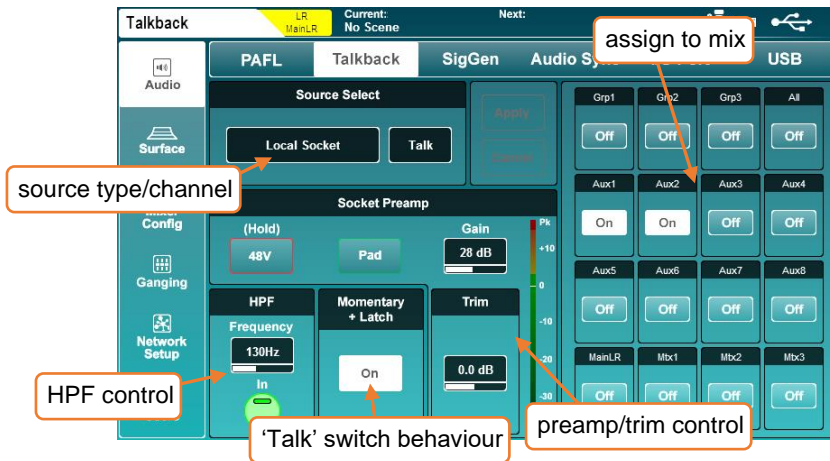 Talkback
LR
MainLR
Current:
No Scene
Next:
assign to mix
Audio
PAFL
Talkback
SigGen
Audio
USB
Source Select
Apply
Cancel
Local Socket
Talk
Surface
source type/channel
Config
Ganging
Network
Setup
Socket Preamp
(Hold)
48V
Pad
Gain
28 dB
Pk
+10
0
-10
-20
-30
HPF
Frequency
130Hz
In
Momentary
+ Latch
On
Trim
0.0 dB
HPF control
'Talk' switch behaviour
preamp/trim control
Grp1
Grp2
Grp3
All
Off
Off
Off
Off
Aux1
Aux2
Aux3
Aux4
On
On
Off
Off
Aux5
Aux6
Aux7
Aux8
Off
Off
Off
Off
MainLR
Mtx1
Mtx2
Mtx3
Off
Off
Off
Off